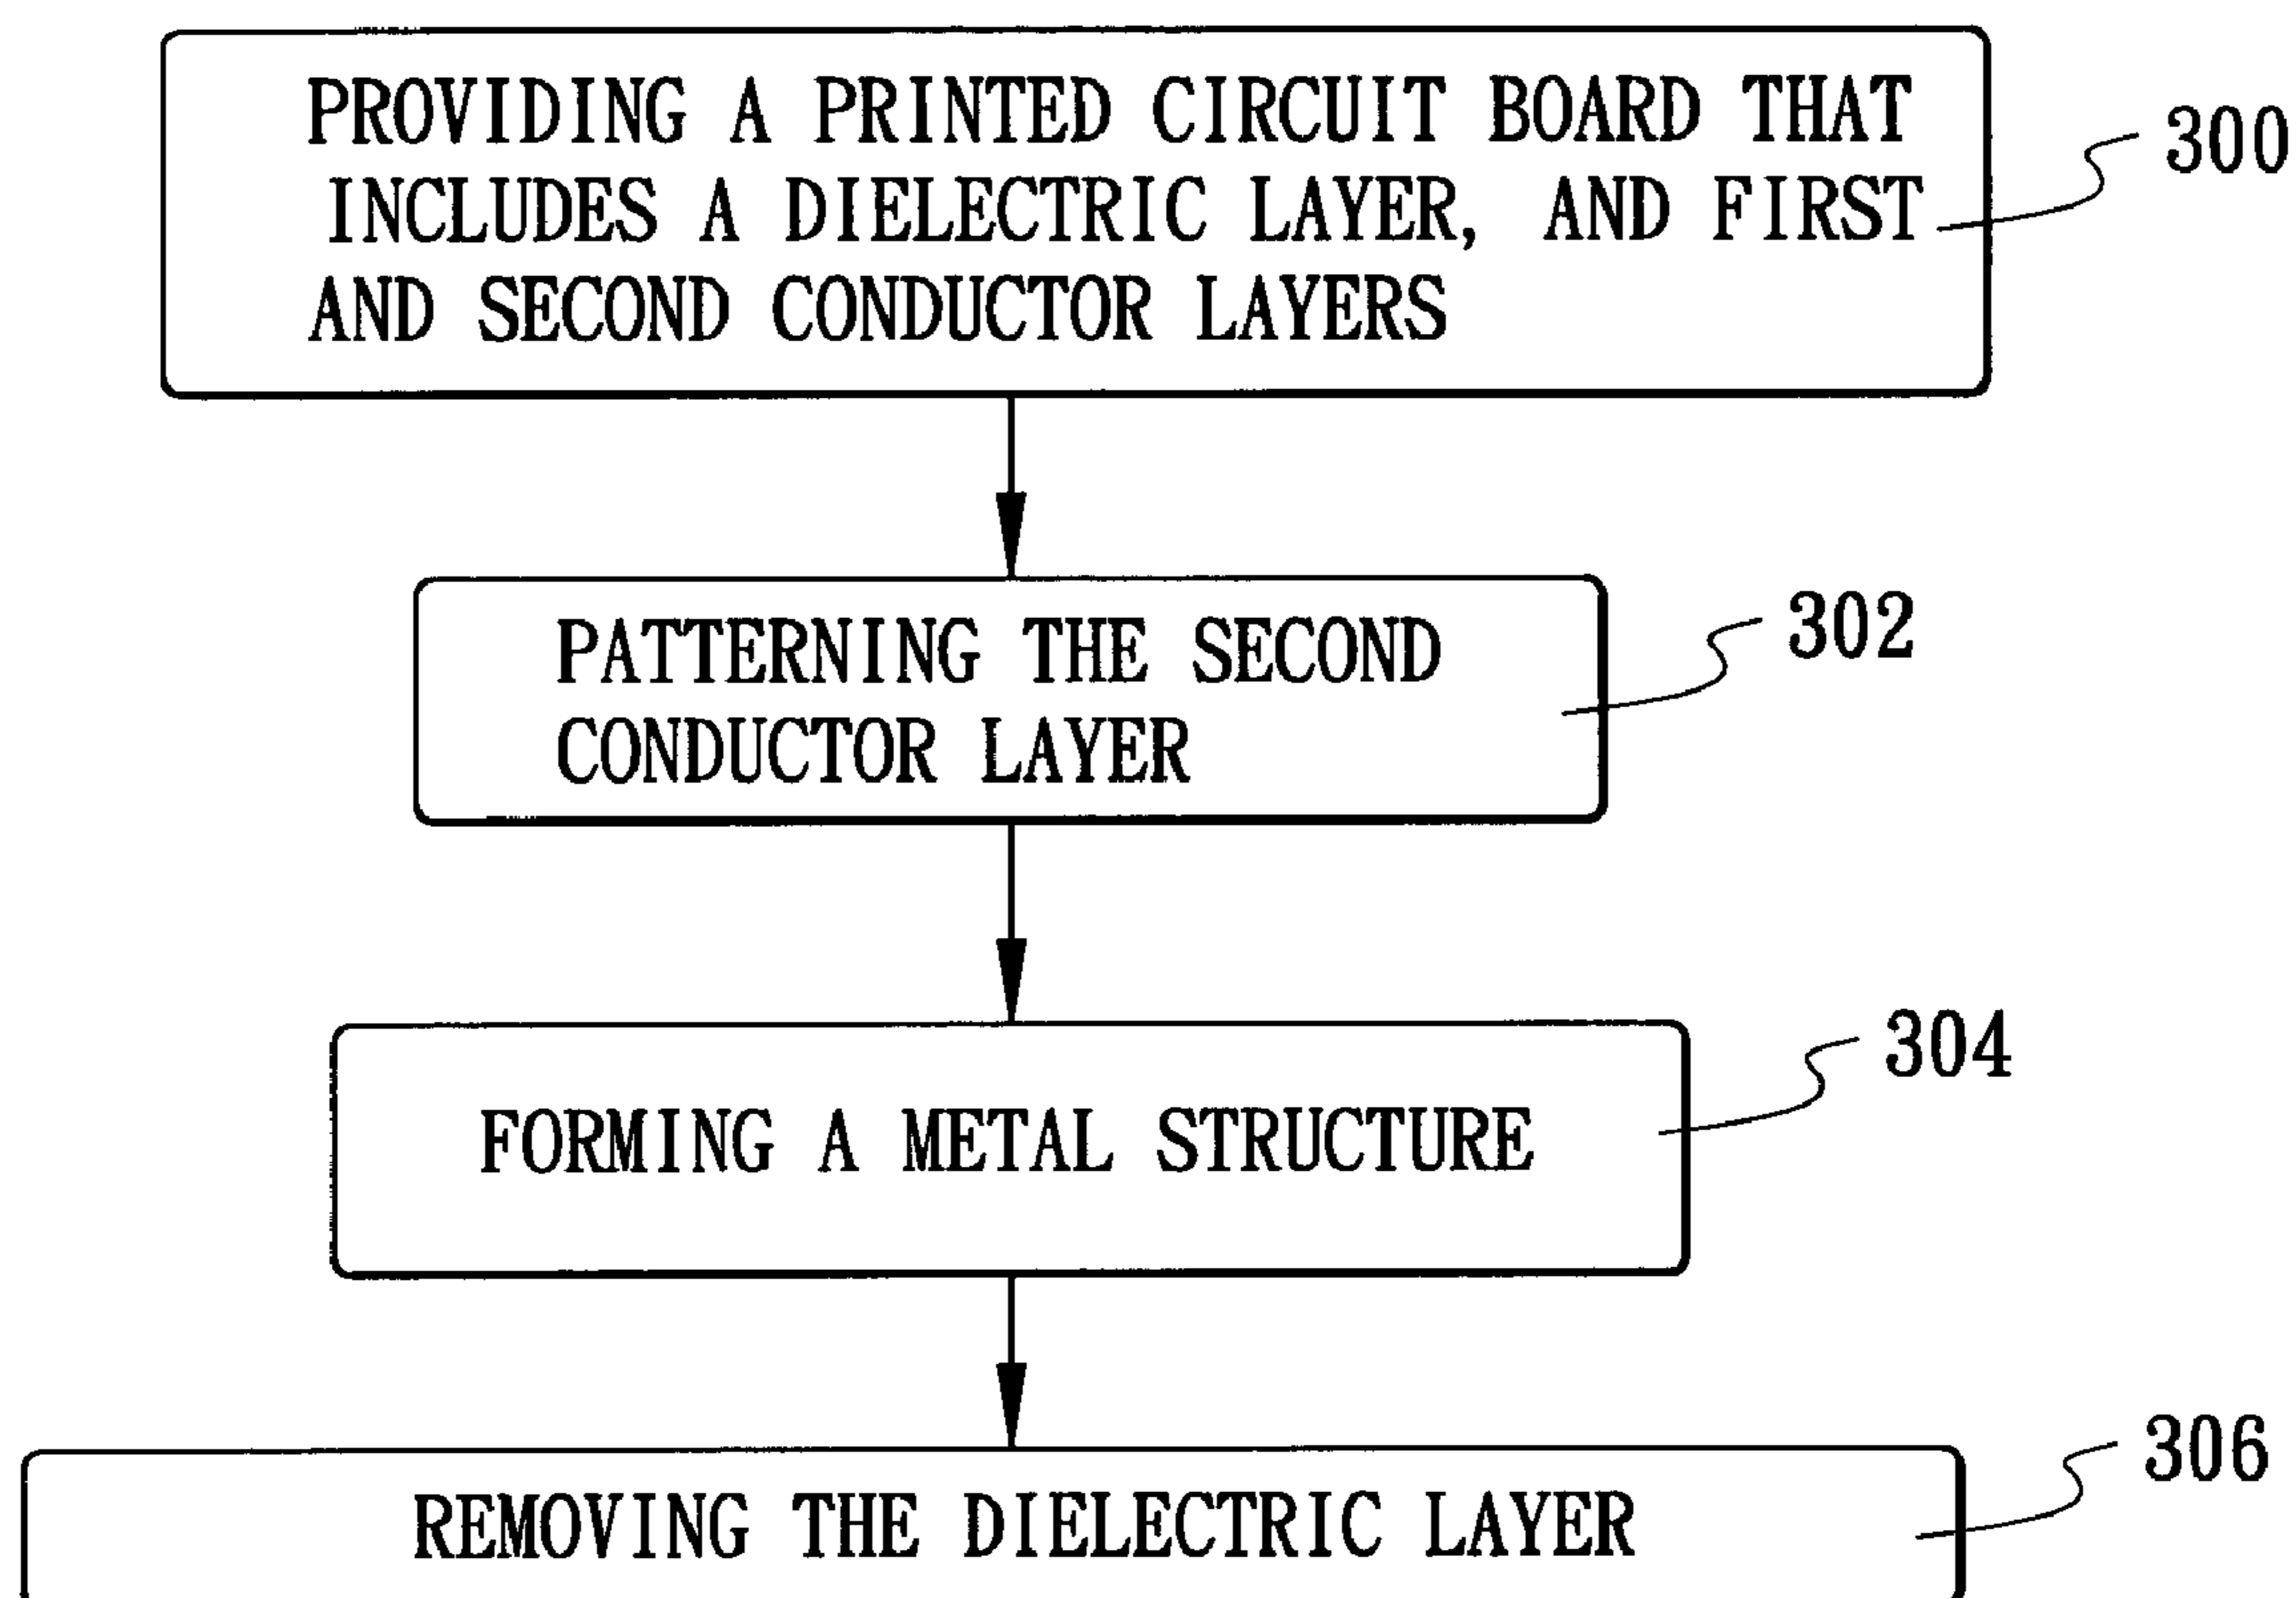 PROVIDING A PRINTED CIRCUIT BOARD THAT
INCLUDES A DIELECTRIC LAYER, AND FIRST
AND SECOND CONDUCTOR LAYERS
300
PATTERNING THE SECOND
CONDUCTOR LAYER
302
FORMING A METAL STRUCTURE
304
REMOVING THE DIELECTRIC LAYER
306